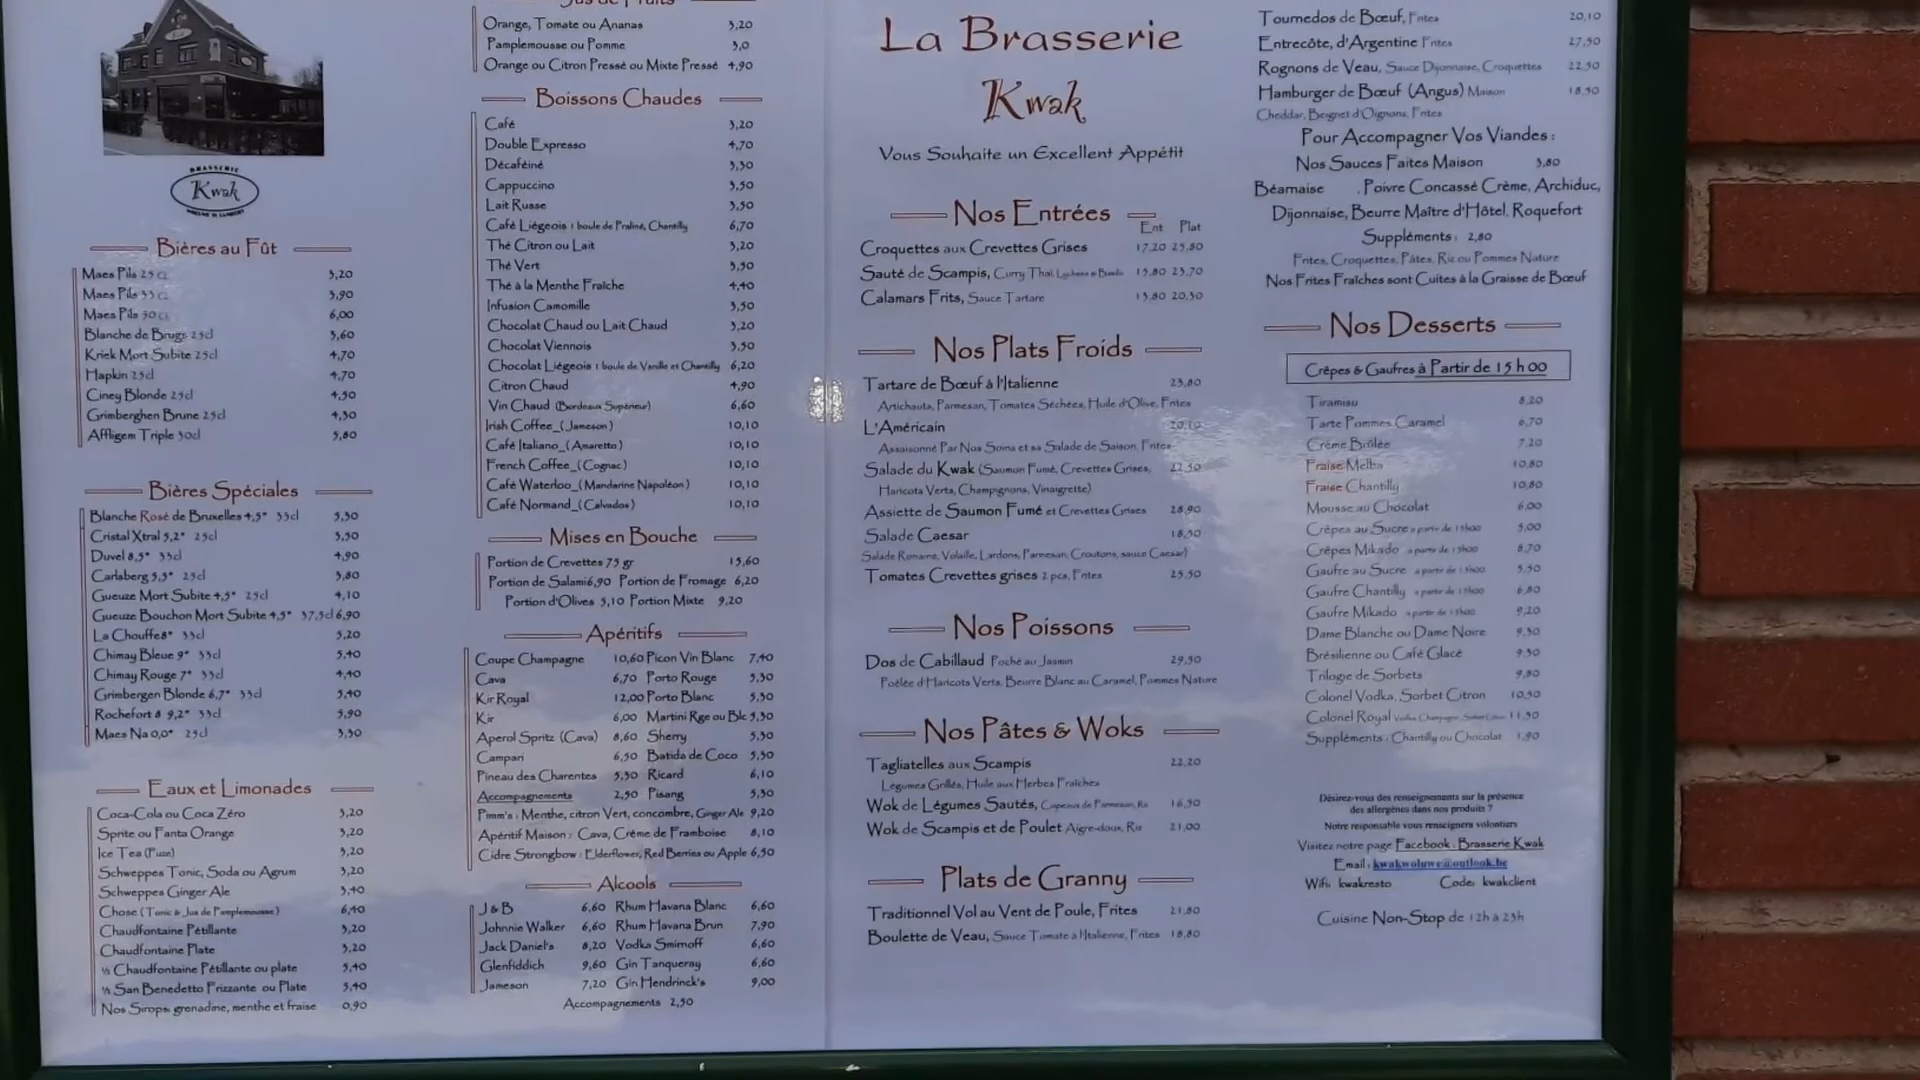 BRASSERIE
Kwak
Bières au Fût
Maes Pils 25 cl 3,20
Maes Pils 33 cl 3,90
Maes Pils 50 cl 6,00
Blanche de Brugs 25cl 3,60
Kriek Mort Subite 25cl 4,70
Hapkin 25cl 4,70
Ciney Blonde 25cl 4,50
Grimberghen Brune 25cl 4,30
Affligem Triple 30cl 5,80
Bières Spéciales
Blanche Rosé de Bruxelles 4,5° 33cl 5,50
Cristal Xtral 5,2° 25cl 3,50
Duvel 8,5° 33cl 4,90
Carlsberg 5,5° 25cl 3,80
Gueuze Mort Subite 4,5° 25cl 4,10
Gueuze Bouchon Mort Subite 4,5° 37,5cl 6,90
La Chouffe8° 33cl 5,20
Chimay Bleue 9° 33cl 5,40
Chimay Rouge 7° 33cl 4,40
Grimbergen Blonde 6,7° 33cl 5,40
Rochefort 8 9,2° 33cl 5,90
Maes Na 0,0° 25cl 3,30
Eaux et Limonades
Coca-Cola ou Coca Zéro 3,20
Sprite ou Fanta Orange 3,20
Ice Tea (Fuze) 3,20
Schweppes Tonic, Soda ou Agrum 3,20
Schweppes Ginger Ale 3,40
Chose (Tonic & Jus de Pamplemousse) 6,40
Chaudfontaine Pétillante 3,20
Chaudfontaine Plate 3,20
½ Chaudfontaine Pétillante ou plate 5,40
½ San Benedetto Frizzante ou Plate 5,40
Nos Sirops: grenadine, menthe et fraise 0,90
Jus de Fruits
Orange, Tomate ou Ananas 3,20
Pamplemousse ou Pomme 3,0
Orange ou Citron Pressé ou Mixte Pressé 4,90
Boissons Chaudes
Café 3,20
Double Expresso 4,70
Décaféiné 3,30
Cappuccino 3,50
Lait Russe 3,50
Café Liégeois 1 boule de Praliné, Chantilly 6,70
Thé Citron ou Lait 3,20
Thé Vert 3,50
Thé à la Menthe Fraîche 4,40
Infusion Camomille 3,50
Chocolat Chaud ou Lait Chaud 3,20
Chocolat Viennois 3,50
Chocolat Liégeois 1 boule de Vanille et Chantilly 6,20
Citron Chaud 4,90
Vin Chaud (Bordeaux Supérieur) 6,60
Irish Coffee_(Jameson) 10,10
Café Italiano_(Amaretto) 10,10
French Coffee_(Cognac) 10,10
Café Waterloo_(Mandarine Napoléon) 10,10
Café Normand_(Calvados) 10,10
Mises en Bouche
Portion de Crevettes 75 gr 15,60
Portion de Salami6,90 Portion de Fromage 6,20
Portion d'Olives 5,10 Portion Mixte 9,20
Apéritifs
Coupe Champagne 10,60 Picon Vin Blanc 7,40
Cava 6,70 Porto Rouge 5,30
Kir Royal 12,00 Porto Blanc 5,30
Kir 6,00 Martini Rge ou Blc 5,30
Aperol Spritz (Cava) 8,60 Sherry 5,30
Campari 6,50 Batida de Coco 5,30
Pineau des Charentes 5,30 Ricard 6,10
Accompagnements 2,50 Pisang 5,30
Pimm's : Menthe, citron Vert, concombre, Ginger Ale 9,20
Apéritif Maison : Cava, Crème de Framboise 8,10
Cidre Strongbow : Elderflower, Red Berries ou Apple 6,50
Alcools
J & B 6,60 Rhum Havana Blanc 6,60
Johnnie Walker 6,60 Rhum Havana Brun 7,90
Jack Daniel's 8,20 Vodka Smirnoff 6,60
Glenfiddich 9,60 Gin Tanqueray 6,60
Jameson 7,20 Gin Hendrinck's 9,00
Accompagnements 2,50
La Brasserie
Kwak
Vous Souhaite un Excellent Appétit
Nos Entrées
Ent Plat
Croquettes aux Crevettes Grises 17,20 25,80
Sauté de Scampis, Curry Thaï, 15,80 23,70
Calamars Frits, Sauce Tartare 13,80 20,50
Nos Plats Froids
Tartare de Bœuf à l'Italienne 23,80
Artichauts, Parmesan, Tomates Séchées, Huile d'Olive, Frites
L'Américain 20,10
Assaisonné Par Nos Soins et sa Salade de Saison, Frites
Salade du Kwak (Saumon Fumé, Crevettes Grises, 22,50
Haricots Verts, Champignons, Vinaigrette)
Assiette de Saumon Fumé et Crevettes Grises 28,90
Salade Caesar 18,50
Salade Romaine, Volaille, Lardons, Parmesan, Croutons, sauce Caesar)
Tomates Crevettes grises 2 pcs, Frites 25,50
Nos Poissons
Dos de Cabillaud Poché au Jasmin 29,50
Poêlée d'Haricots Verts, Beurre Blanc au Caramel, Pommes Nature
Nos Pâtes & Woks
Tagliatelles aux Scampis 22,20
Légumes Grillés, Huile aux Herbes Fraîches
Wok de Légumes Sautés, Copeaux de Parmesan, Riz 16,50
Wok de Scampis et de Poulet Aigre-doux, Riz 21,00
Plats de Granny
Traditionnel Vol au Vent de Poule, Frites 21,80
Boulette de Veau, Sauce Tomate à l'Italienne, Frites 18,80
Tournedos de Bœuf, Frites 20,10
Entrecôte, d'Argentine Frites 27,50
Rognons de Veau, Sauce Dijonnaise, Croquettes 22,50
Hamburger de Bœuf (Angus) Maison 18,50
Cheddar, Beignet d'Oignons, Frites
Pour Accompagner Vos Viandes :
Nos Sauces Faites Maison 3,80
Béarnaise , Poivre Concassé Crème, Archiduc,
Dijonnaise, Beurre Maître d'Hôtel, Roquefort
Suppléments : 2,80
Frites, Croquettes, Pâtes, Riz ou Pommes Nature
Nos Frites Fraîches sont Cuites à la Graisse de Bœuf
Nos Desserts
Crêpes & Gaufres à Partir de 15 h 00
Tiramisu 8,20
Tarte Pommes Caramel 6,70
Crème Brûlée 7,20
Fraise Melba 10,80
Fraise Chantilly 10,80
Mousse au Chocolat 6,00
Crêpes au Sucre a partir de 15h00 5,00
Crêpes Mikado a partir de 15h00 8,70
Gaufre au Sucre a partir de 15h00 5,50
Gaufre Chantilly a partir de 15h00 6,80
Gaufre Mikado a partir de 15h00 9,20
Dame Blanche ou Dame Noire 9,50
Brésilienne ou Café Glacé 9,50
Trilogie de Sorbets 9,80
Colonel Vodka, Sorbet Citron 10,50
Colonel Royal Vodka, Champagne, Sorbet Citron 11,50
Suppléments : Chantilly ou Chocolat 1,90
Désirez-vous des renseignements sur la présence
des allergènes dans nos produits ?
Notre responsable vous renseignera volontiers
Visitez notre page Facebook : Brasserie Kwak
Email : kwakwoluwe@outlook.be
Wifi: kwakresto Code: kwakclient
Cuisine Non-Stop de 12h à 23h